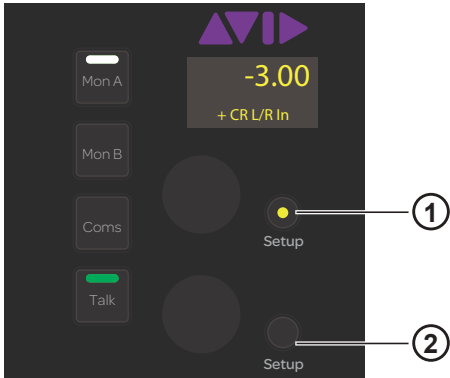 AVID
Mon A
-3.00
+ CR L/R In
Mon B
Coms
1
Setup
Talk
2
Setup